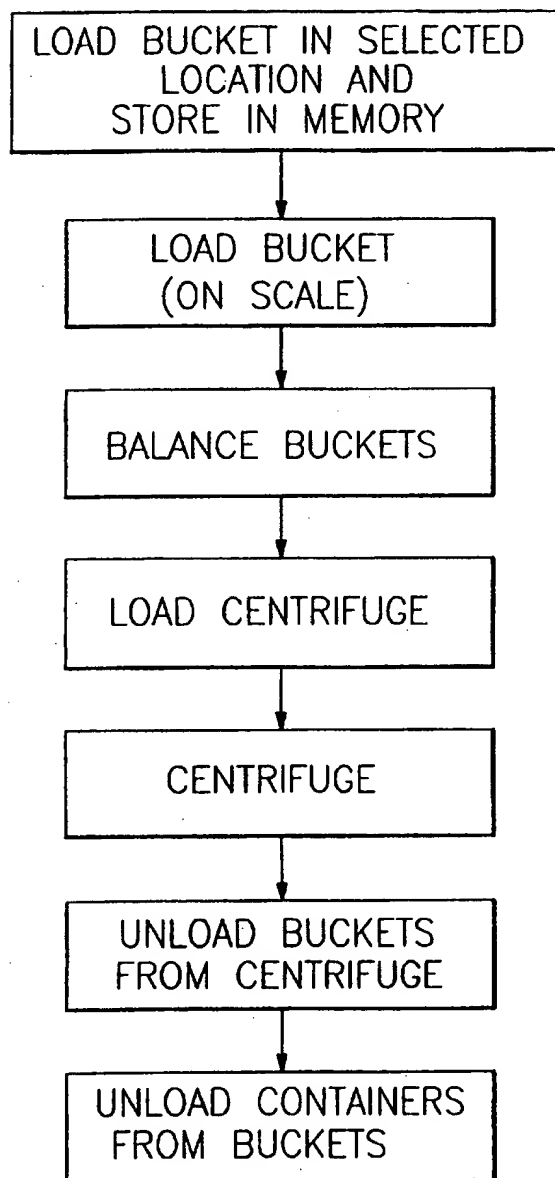 LOAD BUCKET IN SELECTED
LOCATION AND
STORE IN MEMORY
LOAD BUCKET
(ON SCALE)
BALANCE BUCKETS
LOAD CENTRIFUGE
CENTRIFUGE
UNLOAD BUCKETS
FROM CENTRIFUGE
UNLOAD CONTAINERS
FROM BUCKETS